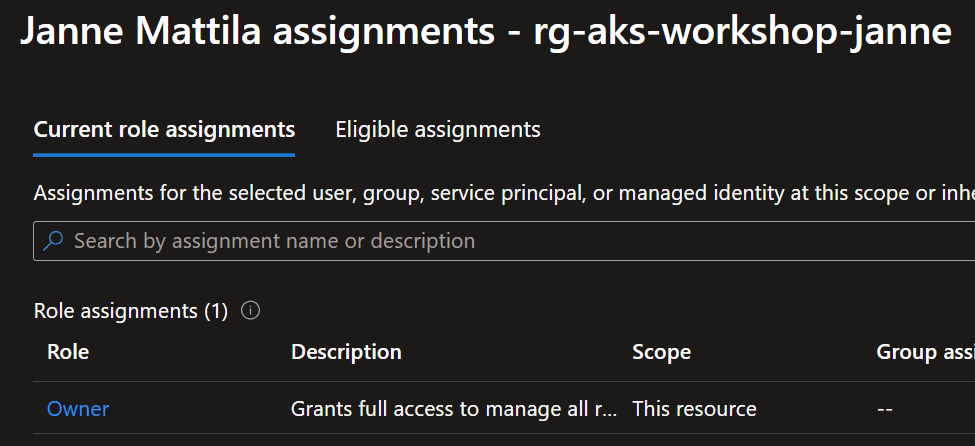 Janne Mattila assignments - rg-aks-workshop-janne
Current role assignments Eligible assignments
Assignments for the selected user, group, service principal, or managed identity at this scope or inhe
Search by assignment name or description
Role assignments (1)
Role Description Scope Group assi
Owner Grants full access to manage all r... This resource --